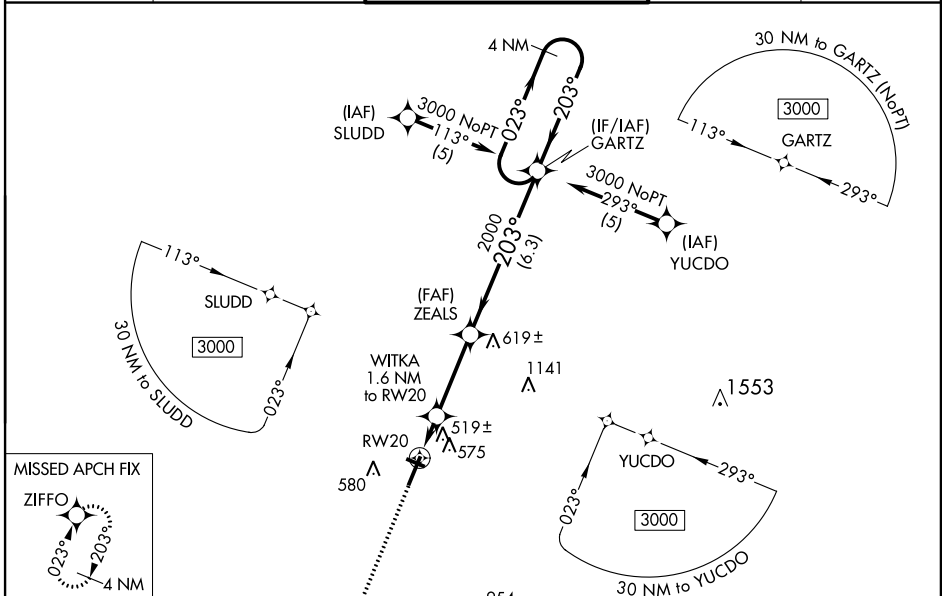 4 NM
023°
203°
(IAF)
SLUDD
3000 NoPT
113°
(5)
(IF/IAF)
GARTZ
3000 NoPT
293°
(5)
(IAF)
YUCDO
30 NM to GARTZ (NoPT)
3000
GARTZ
113°
293°
2000
203°
(6.3)
113°
SLUDD
3000
023°
30 NM to SLUDD
(FAF)
ZEALS
619±
WITKA
1.6 NM
to RW20
1141
1553
519±
RW20
575
580
YUCDO
293°
023°
3000
30 NM to YUCDO
MISSED APCH FIX
ZIFFO
023°
203°
4 NM